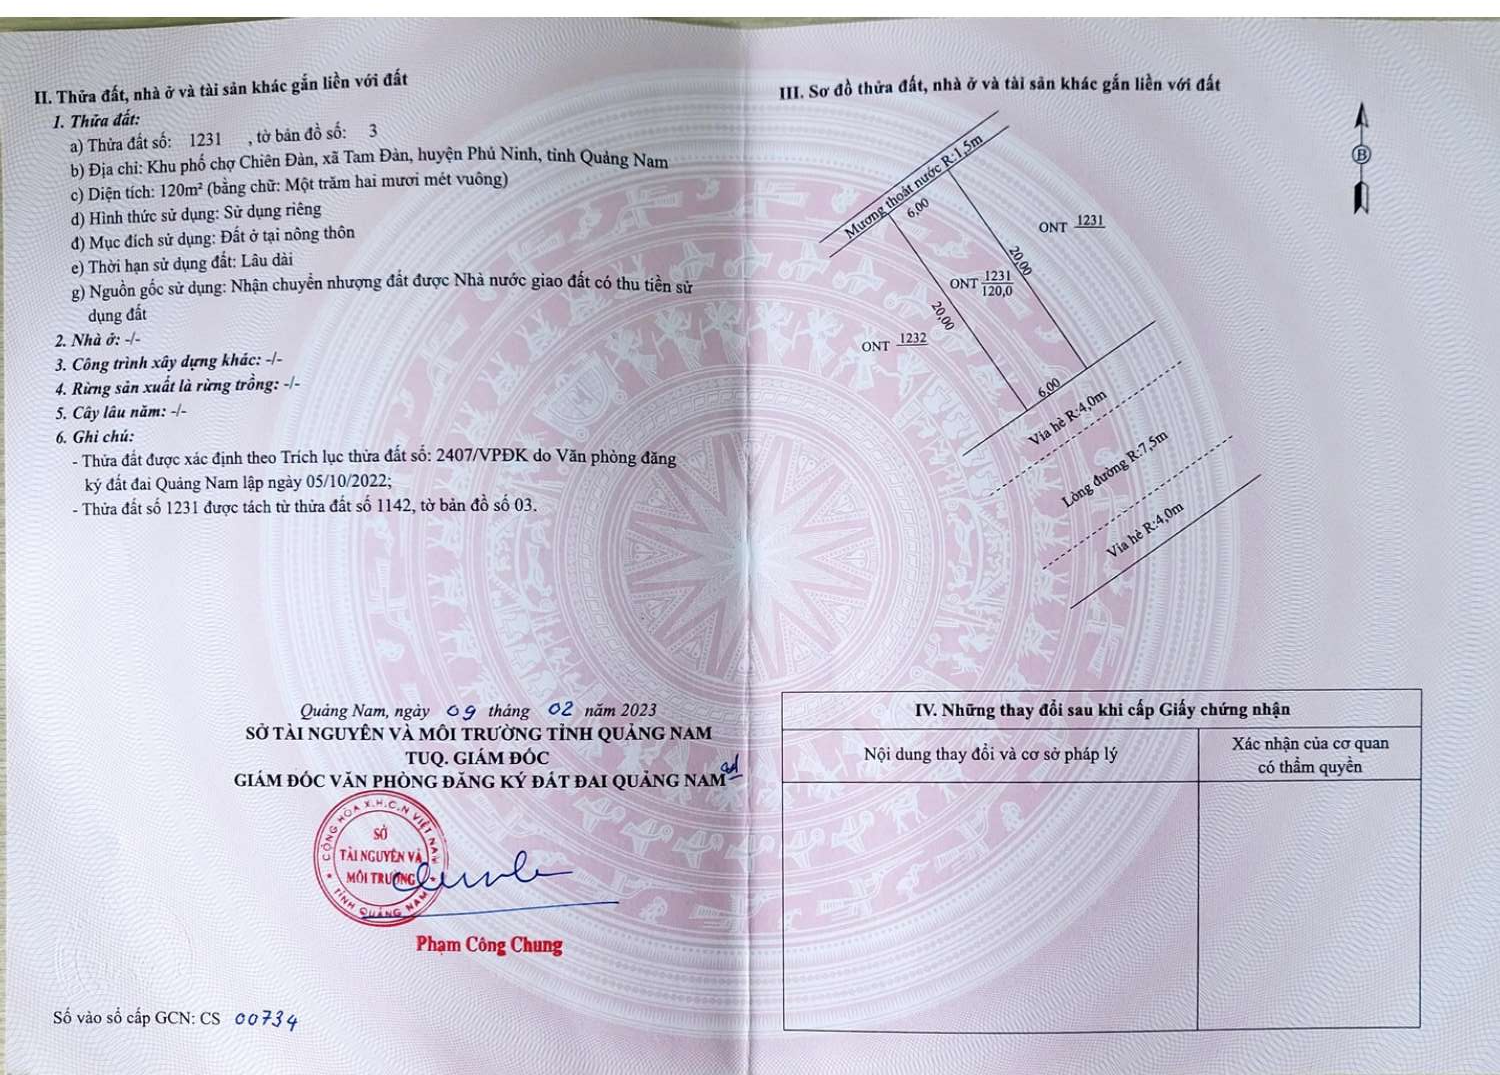 II. Thửa đất, nhà ở và tài sản khác gắn liền với đất
1. Thửa đất:
a) Thửa đất số: 1231 , tờ bản đồ số: 3
b) Địa chỉ: Khu phố chợ Chiên Đàn, xã Tam Đàn, huyện Phú Ninh, tỉnh Quảng Nam
c) Diện tích: 120m² (bằng chữ: Một trăm hai mươi mét vuông)
d) Hình thức sử dụng: Sử dụng riêng
đ) Mục đích sử dụng: Đất ở tại nông thôn
e) Thời hạn sử dụng đất: Lâu dài
g) Nguồn gốc sử dụng: Nhận chuyển nhượng đất được Nhà nước giao đất có thu tiền sử
dụng đất
2. Nhà ở: -/-
3. Công trình xây dựng khác: -/-
4. Rừng sản xuất là rừng trồng: -/-
5. Cây lâu năm: -/-
6. Ghi chú:
- Thửa đất được xác định theo Trích lục thửa đất số: 2407/VPĐK do Văn phòng đăng
ký đất đai Quảng Nam lập ngày 05/10/2022;
- Thửa đất số 1231 được tách từ thửa đất số 1142, tờ bản đồ số 03.
Quảng Nam, ngày 09 tháng 02 năm 2023
SỞ TÀI NGUYÊN VÀ MÔI TRƯỜNG TỈNH QUẢNG NAM
TUQ. GIÁM ĐỐC
GIÁM ĐỐC VĂN PHÒNG ĐĂNG KÝ ĐẤT ĐAI QUẢNG NAM
CỘNG HÒA X.H.C.N VIỆT NAM
SỞ
TÀI NGUYÊN VÀ
MÔI TRƯỜNG
TỈNH QUẢNG NAM
Phạm Công Chung
Số vào sổ cấp GCN: CS 00734
III. Sơ đồ thửa đất, nhà ở và tài sản khác gắn liền với đất
B
Mương thoát nước R:1,5m
6,00
ONT 1231
20,00
ONT 1231
120,0
20,00
ONT 1232
6,00
Vỉa hè R:4,0m
Lòng đường R:7,5m
Vỉa hè R:4,0m
IV. Những thay đổi sau khi cấp Giấy chứng nhận
Nội dung thay đổi và cơ sở pháp lý
Xác nhận của cơ quan
có thẩm quyền